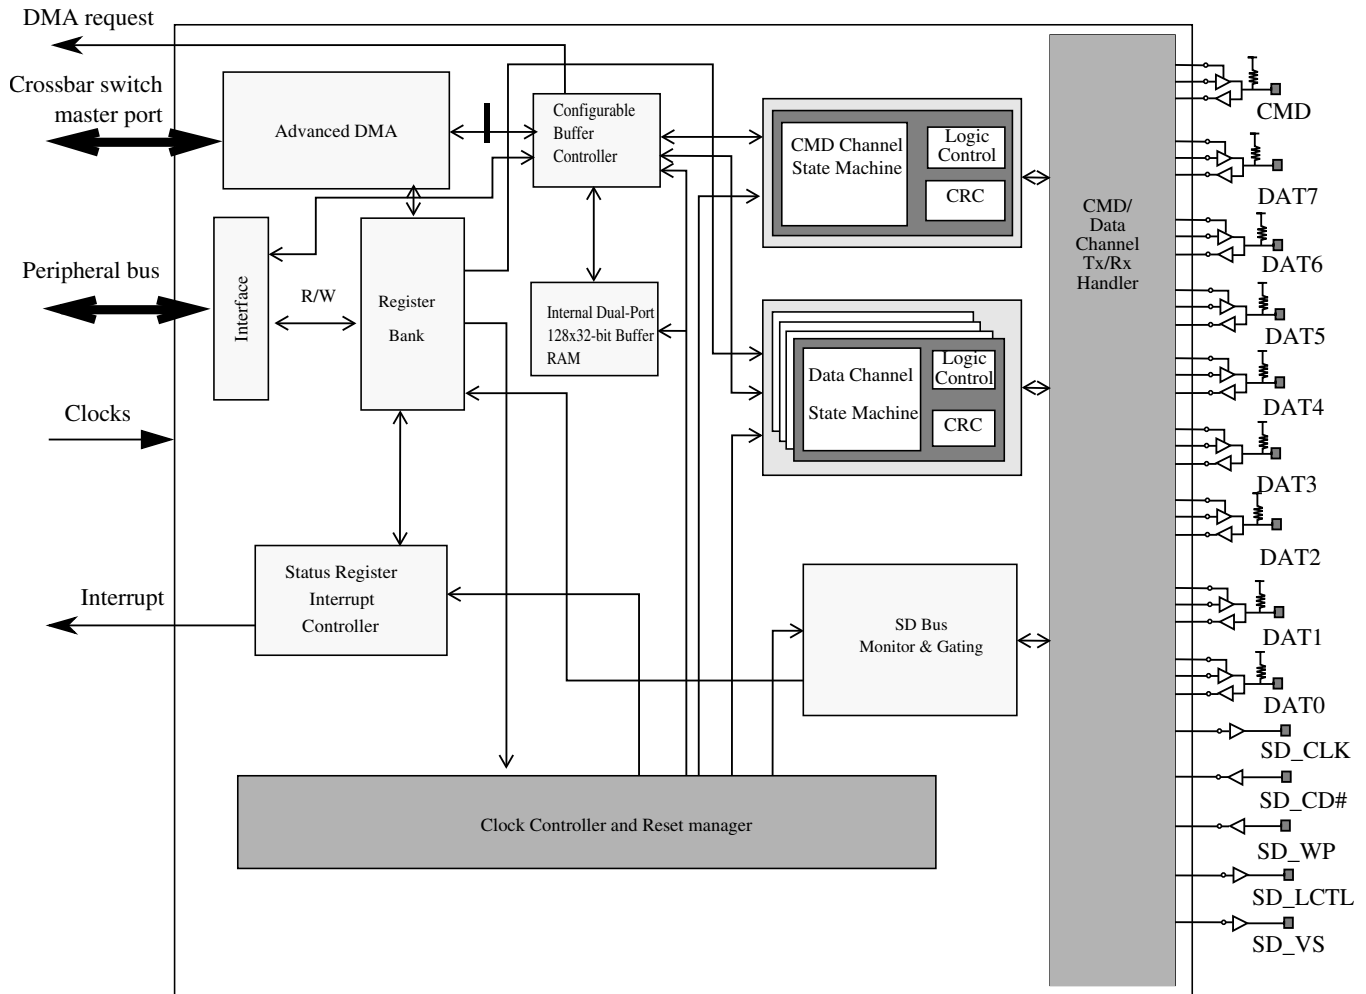 DMA request
Crossbar switch
master port
Peripheral bus
Clocks
Interrupt
Advanced DMA
Configurable
Buffer
Controller
Interface
R/W
Register
Bank
Internal Dual-Port
128x32-bit Buffer
RAM
Status Register
Interrupt
Controller
CMD Channel
State Machine
Logic
Control
CRC
Data Channel
State Machine
Logic
Control
CRC
SD Bus
Monitor & Gating
Clock Controller and Reset manager
CMD/
Data
Channel
Tx/Rx
Handler
CMD
DAT7
DAT6
DAT5
DAT4
DAT3
DAT2
DAT1
DAT0
SD_CLK
SD_CD#
SD_WP
SD_LCTL
SD_VS